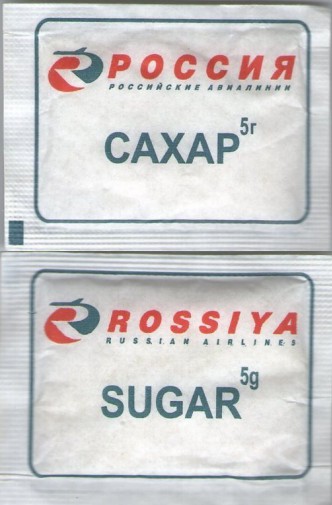 РОССИЯ
РОССИЙСКИЕ АВИАЛИНИИ
САХАР 5г
ROSSIYA
RUSSIAN AIRLINES
SUGAR 5g